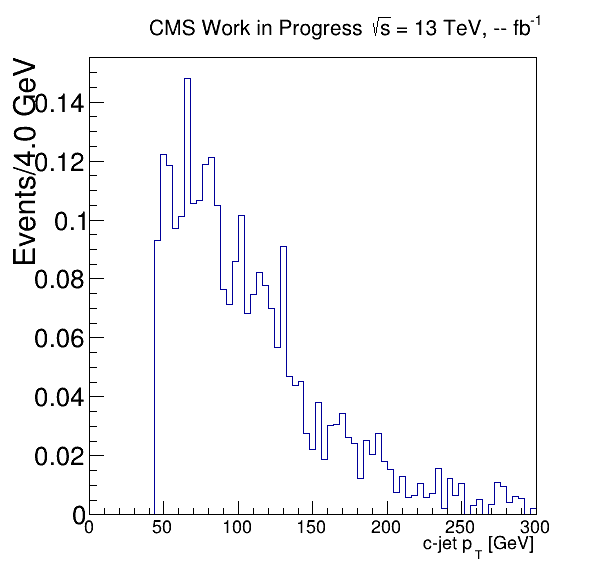 CMS Work in Progress √s = 13 TeV, -- fb-1
Events/4.0 GeV
0.14
0.12
0.1
0.08
0.06
0.04
0.02
0
0 50 100 150 200 250 300
c-jet pT [GeV]